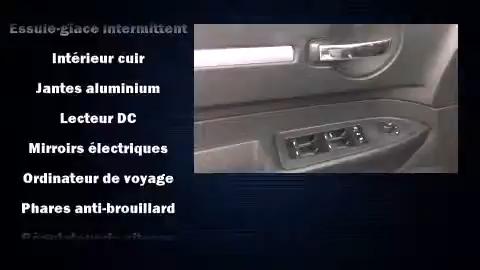 Essuie-glace intermittent
Intérieur cuir
Jantes aluminium
Lecteur DC
Mirroirs électriques
Ordinateur de voyage
Phares anti-brouillard